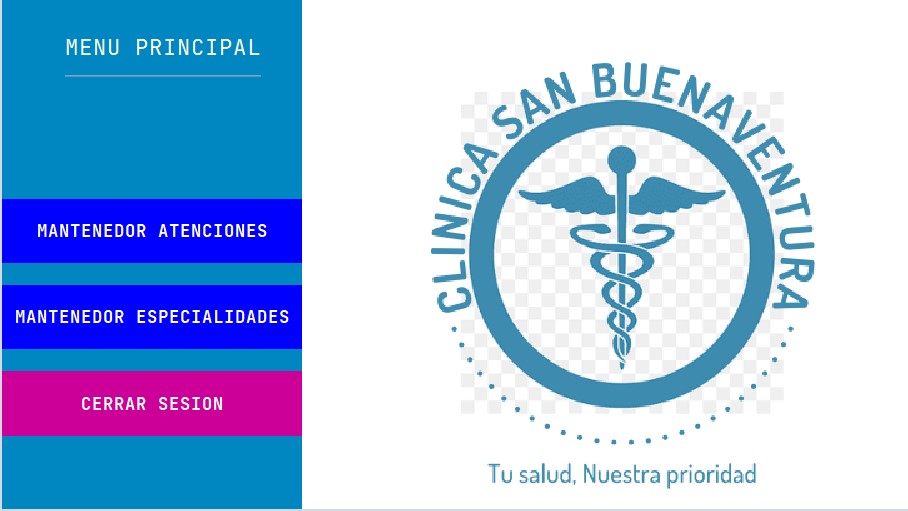 MENU PRINCIPAL
MANTENEDOR ATENCIONES
MANTENEDOR ESPECIALIDADES
CERRAR SESION
CLINICA SAN BUENAVENTURA
Tu salud, Nuestra prioridad